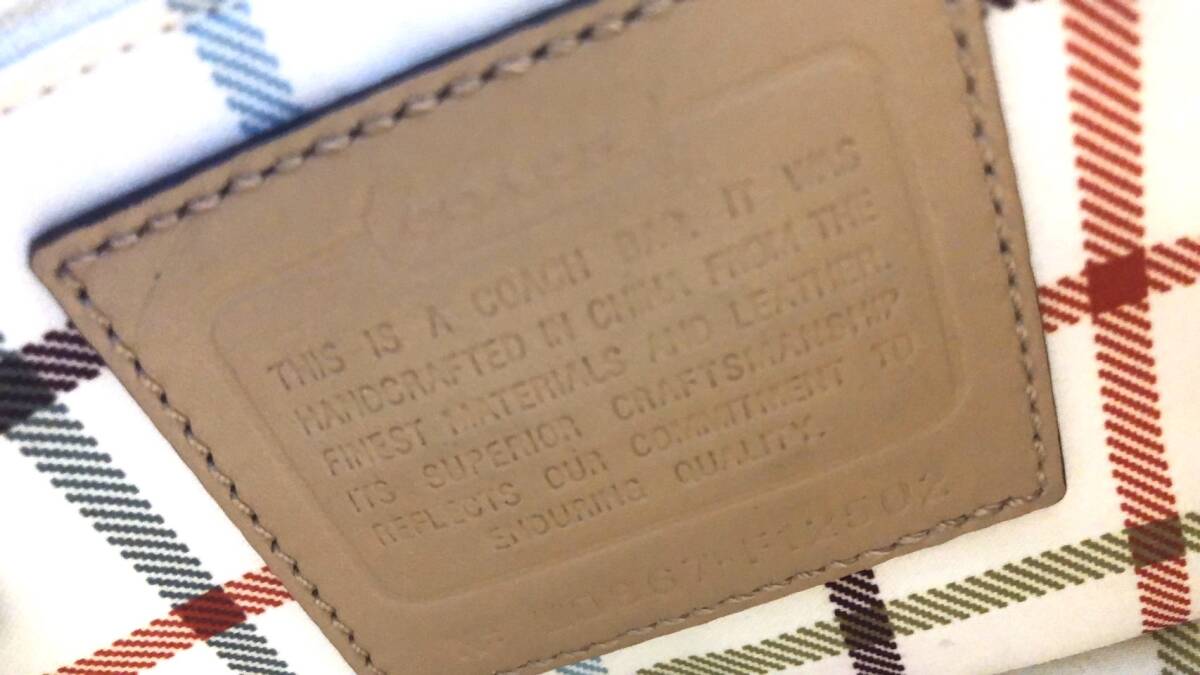 COACH
THIS IS A COACH BAG. IT WAS
HANDCRAFTED IN CHINA FROM THE
FINEST MATERIALS AND LEATHER.
ITS SUPERIOR CRAFTSMANSHIP
REFLECTS OUR COMMITMENT TO
ENDURING QUALITY.